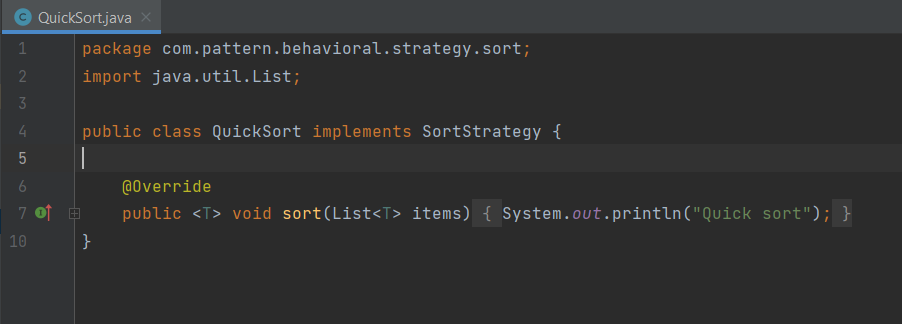 QuickSort.java
1 package com.pattern.behavioral.strategy.sort;
2 import java.util.List;
3
4 public class QuickSort implements SortStrategy {
5
6 @Override
7 public <T> void sort(List<T> items) { System.out.println("Quick sort"); }
10 }